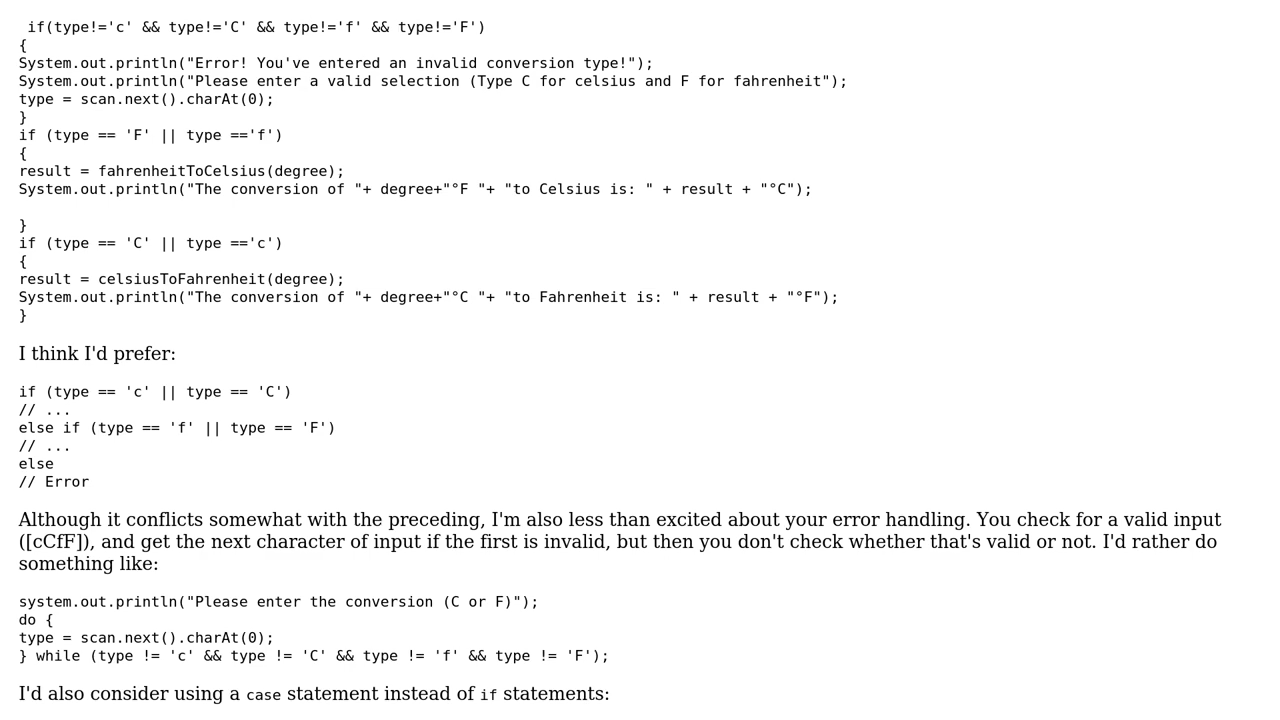 if(type!='c' && type!='C' && type!='f' && type!='F')
{
System.out.println("Error! You've entered an invalid conversion type!");
System.out.println("Please enter a valid selection (Type C for celsius and F for fahrenheit");
type = scan.next().charAt(0);
}
if (type == 'F' || type =='f')
{
result = fahrenheitToCelsius(degree);
System.out.println("The conversion of "+ degree+"°F "+ "to Celsius is: " + result + "°C");
}
if (type == 'C' || type =='c')
{
result = celsiusToFahrenheit(degree);
System.out.println("The conversion of "+ degree+"°C "+ "to Fahrenheit is: " + result + "°F");
}
I think I'd prefer:
if (type == 'c' || type == 'C')
// ...
else if (type == 'f' || type == 'F')
// ...
else
// Error
Although it conflicts somewhat with the preceding, I'm also less than excited about your error handling. You check for a valid input
([cCfF]), and get the next character of input if the first is invalid, but then you don't check whether that's valid or not. I'd rather do
something like:
system.out.println("Please enter the conversion (C or F)");
do {
type = scan.next().charAt(0);
} while (type != 'c' && type != 'C' && type != 'f' && type != 'F');
I'd also consider using a case statement instead of if statements: